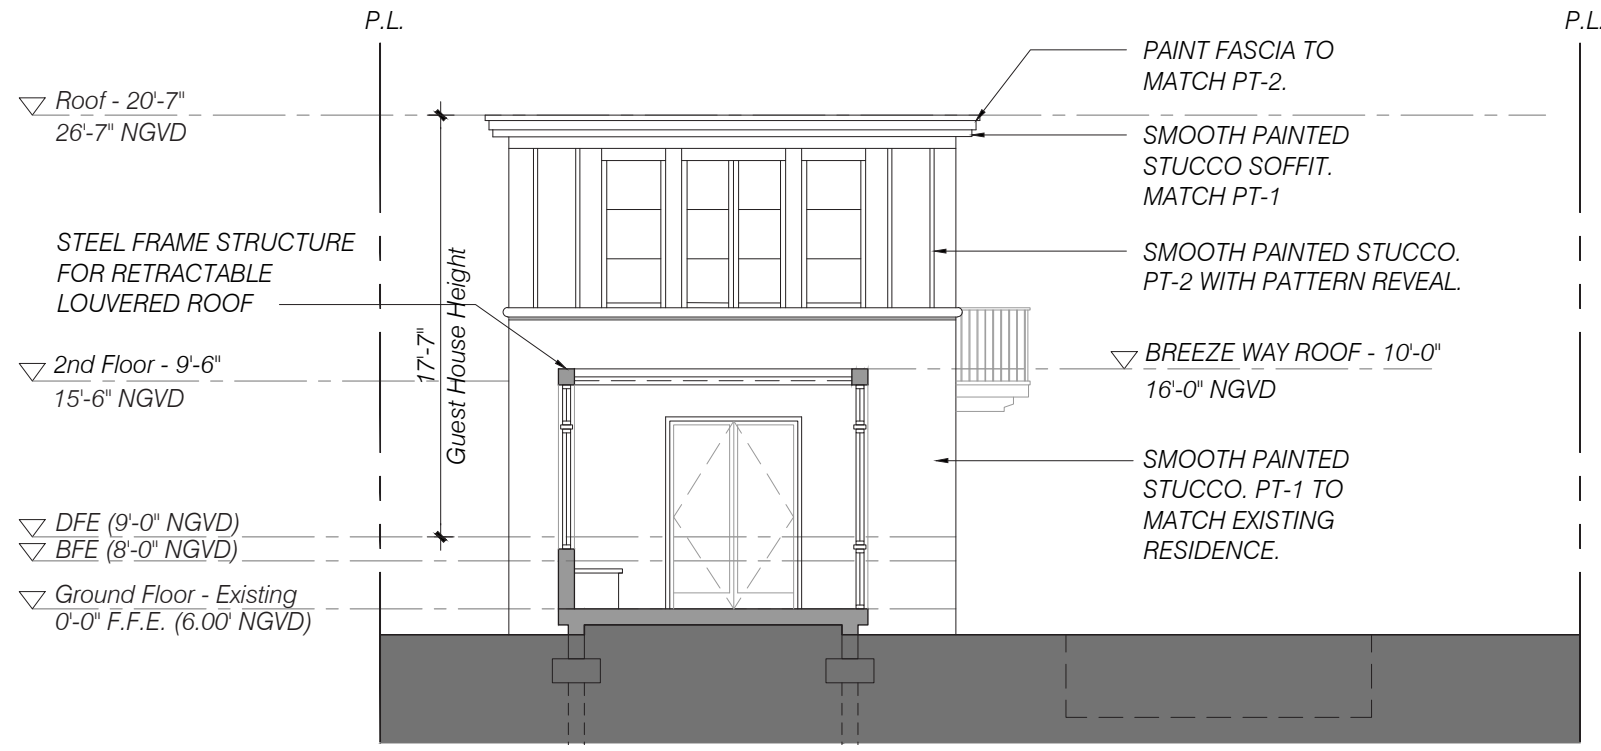 P.L.
P.L.
Roof - 20'-7"
26'-7" NGVD
PAINT FASCIA TO
MATCH PT-2.
SMOOTH PAINTED
STUCCO SOFFIT.
MATCH PT-1
STEEL FRAME STRUCTURE
FOR RETRACTABLE
LOUVERED ROOF
SMOOTH PAINTED STUCCO.
PT-2 WITH PATTERN REVEAL.
17'-7"
Guest House Height
2nd Floor - 9'-6"
15'-6" NGVD
BREEZE WAY ROOF - 10'-0"
16'-0" NGVD
SMOOTH PAINTED
STUCCO. PT-1 TO
MATCH EXISTING
RESIDENCE.
DFE (9'-0" NGVD)
BFE (8'-0" NGVD)
Ground Floor - Existing
0'-0" F.F.E. (6.00' NGVD)